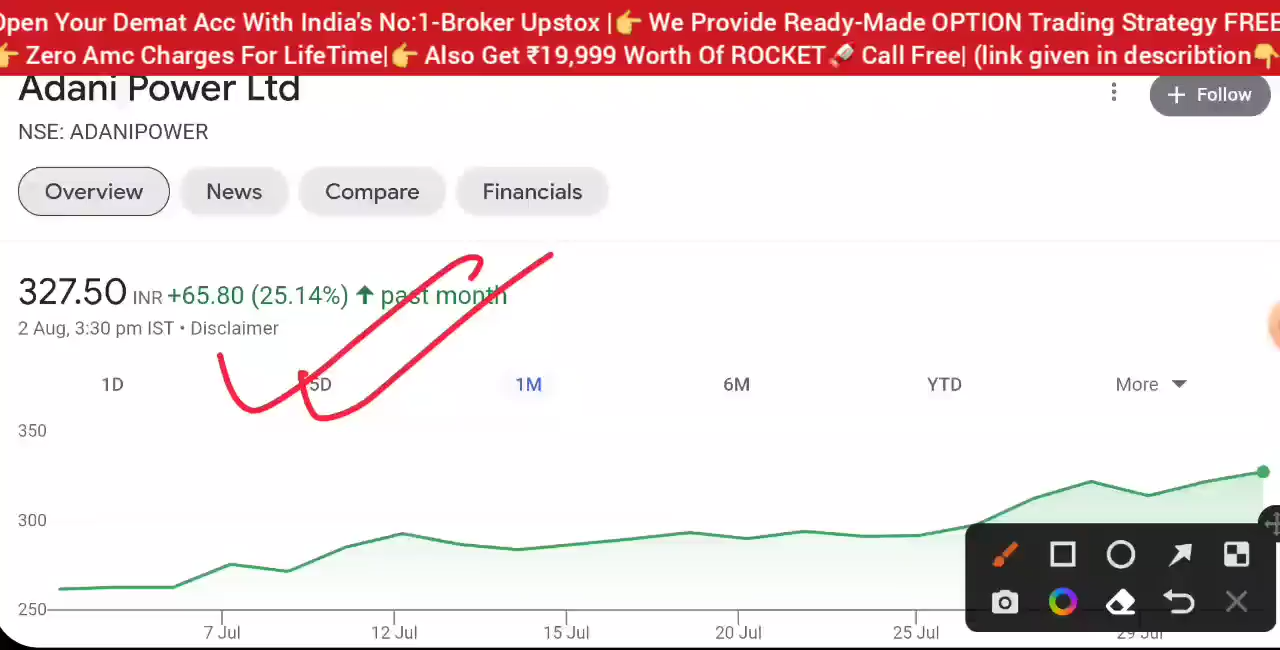 Open Your Demat Acc With India's No:1-Broker Upstox |👉 We Provide Ready-Made OPTION Trading Strategy FREE
👉 Zero Amc Charges For LifeTime|👉 Also Get ₹19,999 Worth Of ROCKET🚀 Call Free| (link given in describtion👇
Adani Power Ltd
+ Follow
NSE: ADANIPOWER
Overview News Compare Financials
327.50 INR +65.80 (25.14%) ↑ past month
2 Aug, 3:30 pm IST • Disclaimer
1D 5D 1M 6M YTD More
350
300
250
7 Jul 12 Jul 15 Jul 20 Jul 25 Jul 29 Jul